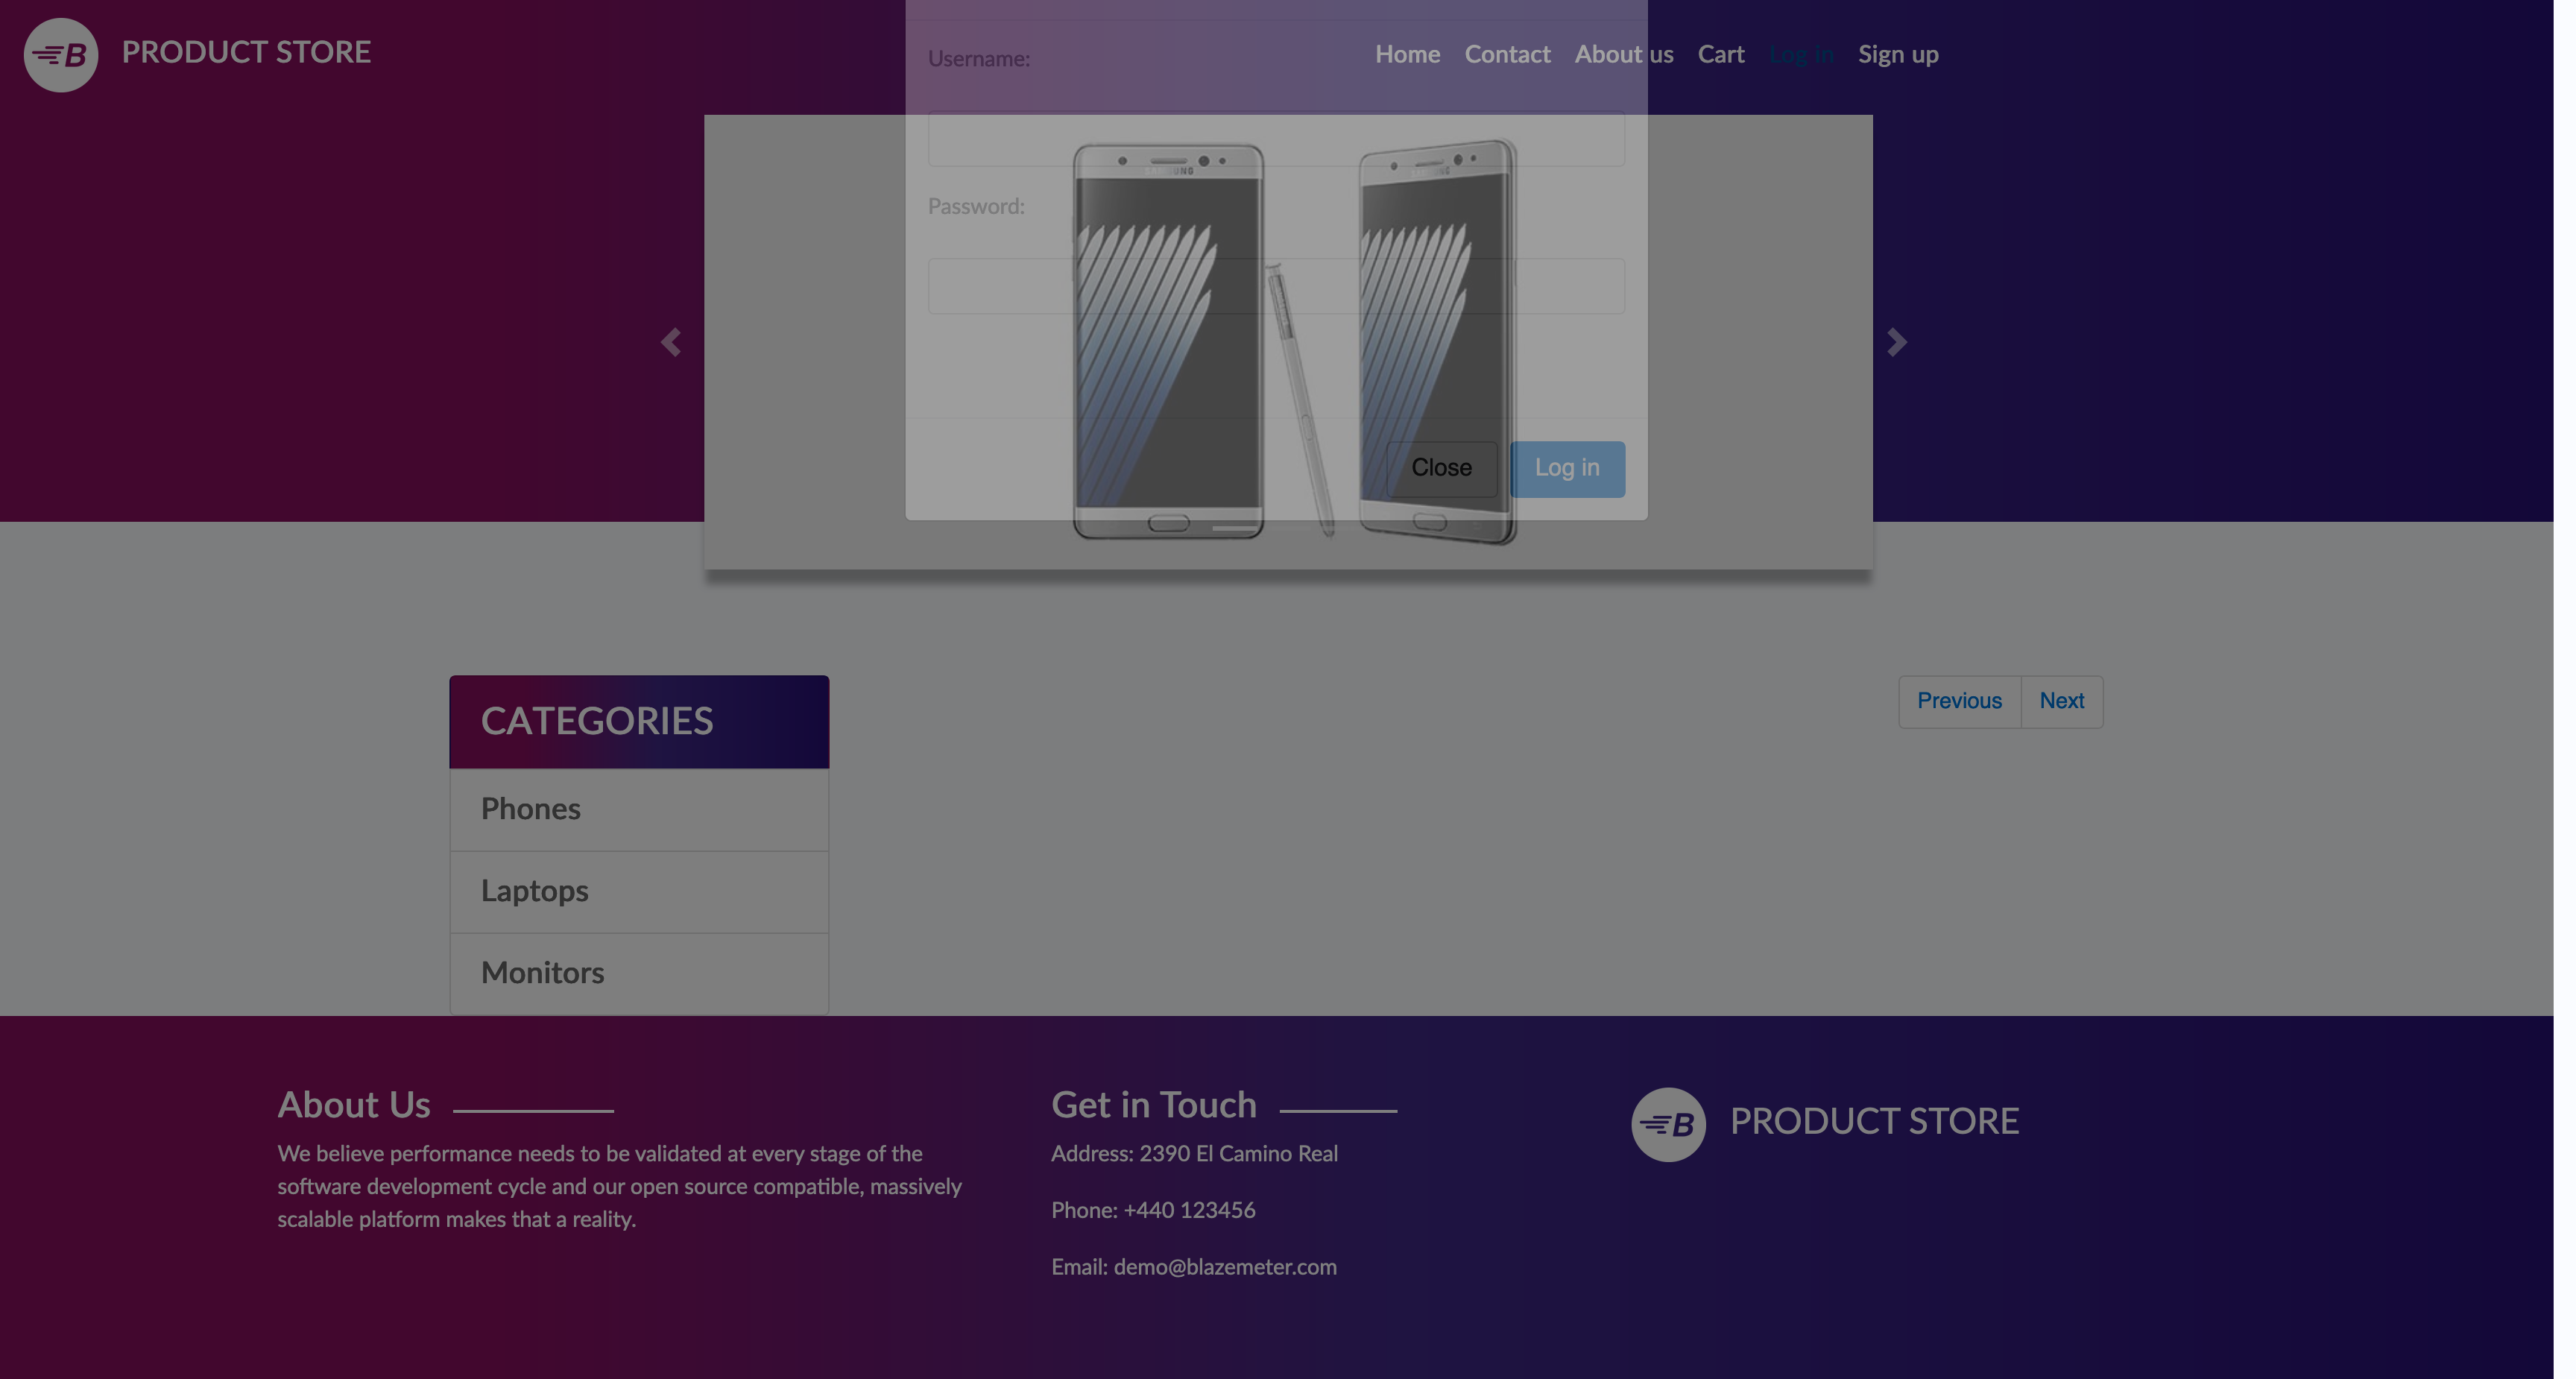 PRODUCT STORE
Username:
Home Contact About us Cart Log in Sign up
SAMSUNG
SAMSUNG
Password:
Close Log in
CATEGORIES
Previous Next
Phones
Laptops
Monitors
About Us
We believe performance needs to be validated at every stage of the
software development cycle and our open source compatible, massively
scalable platform makes that a reality.
Get in Touch
Address: 2390 El Camino Real
Phone: +440 123456
Email: demo@blazemeter.com
B PRODUCT STORE